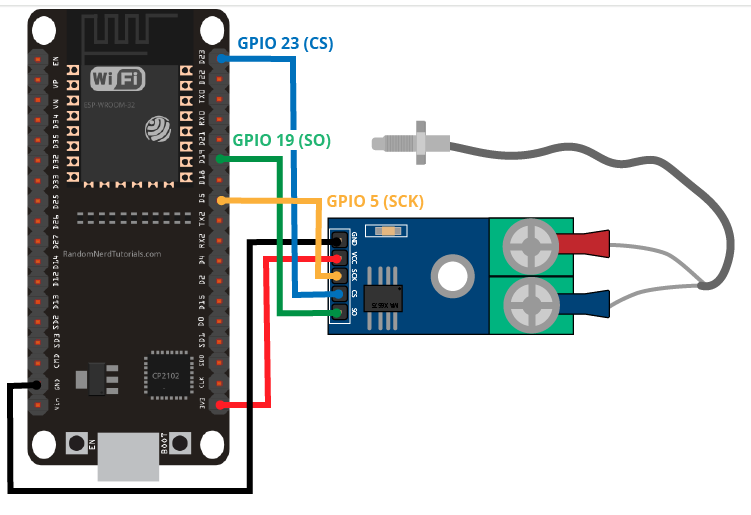 GPIO 23 (CS)
GPIO 19 (SO)
GPIO 5 (SCK)
WiFi
ESP-WROOM-32
RandomNerdTutorials.com
CP2102
EN
BOOT
EN
VP
VN
D34
D35
D32
D33
D25
D26
D27
D14
D12
D13
SD2
SD3
CMD
GND
VIN
D23
D22
TX0
RX0
D21
D19
D18
D5
TX2
RX2
D4
D2
D15
D0
SD1
SD0
CLK
3V3
GND
VCC
SCK
CS
SO